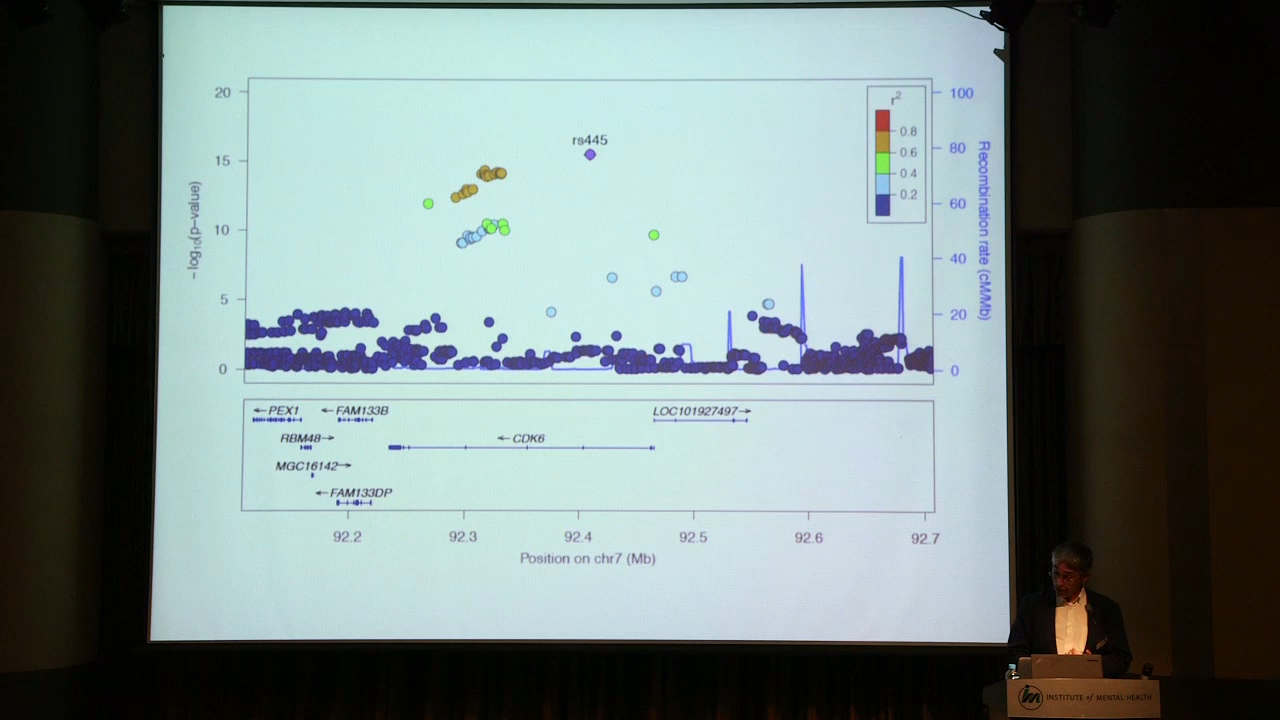 rs445
r2
0.8
0.6
0.4
0.2
20
15
10
5
0
−log10(p−value)
100
80
60
40
20
0
Recombination rate (cM/Mb)
←PEX1
←FAM133B
LOC101927497→
RBM48→
←CDK6
MGC16142→
←FAM133DP
92.2 92.3 92.4 92.5 92.6 92.7
Position on chr7 (Mb)
INSTITUTE of MENTAL HEALTH